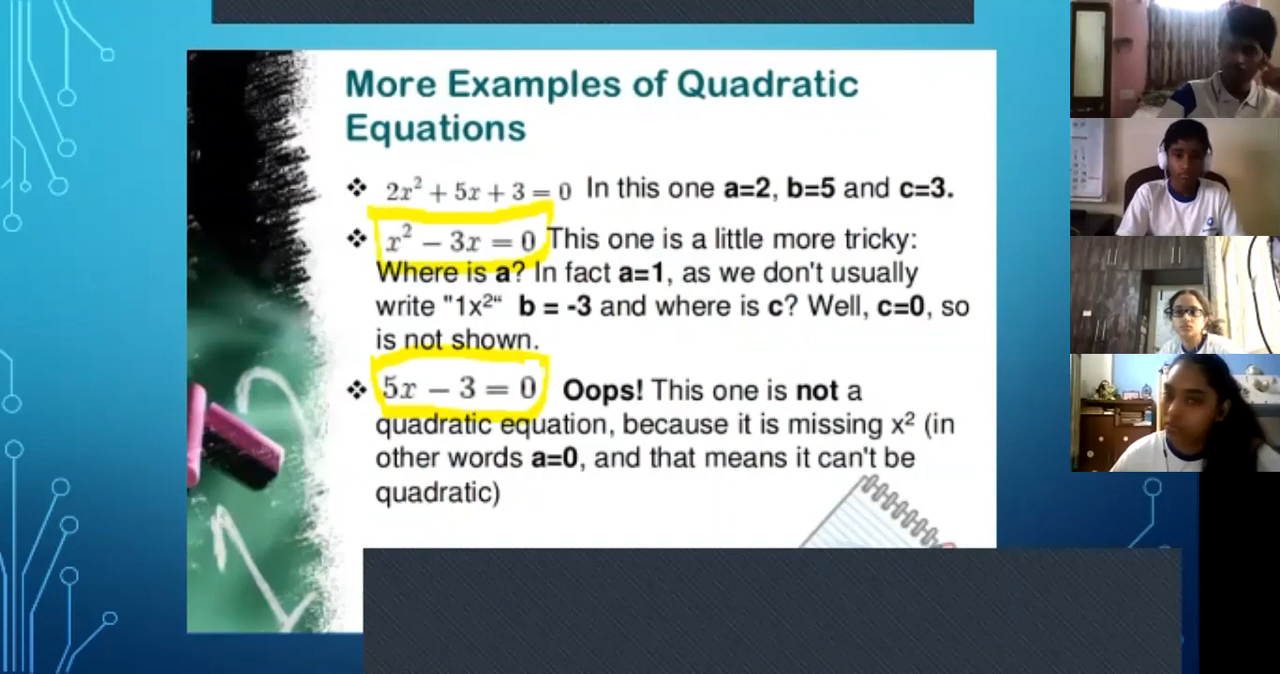 More Examples of Quadratic
Equations
❖ 2x² + 5x + 3 = 0 In this one a=2, b=5 and c=3.
❖ x² − 3x = 0 This one is a little more tricky:
Where is a? In fact a=1, as we don't usually
write "1x²“ b = -3 and where is c? Well, c=0, so
is not shown.
❖ 5x − 3 = 0 Oops! This one is not a
quadratic equation, because it is missing x² (in
other words a=0, and that means it can't be
quadratic)